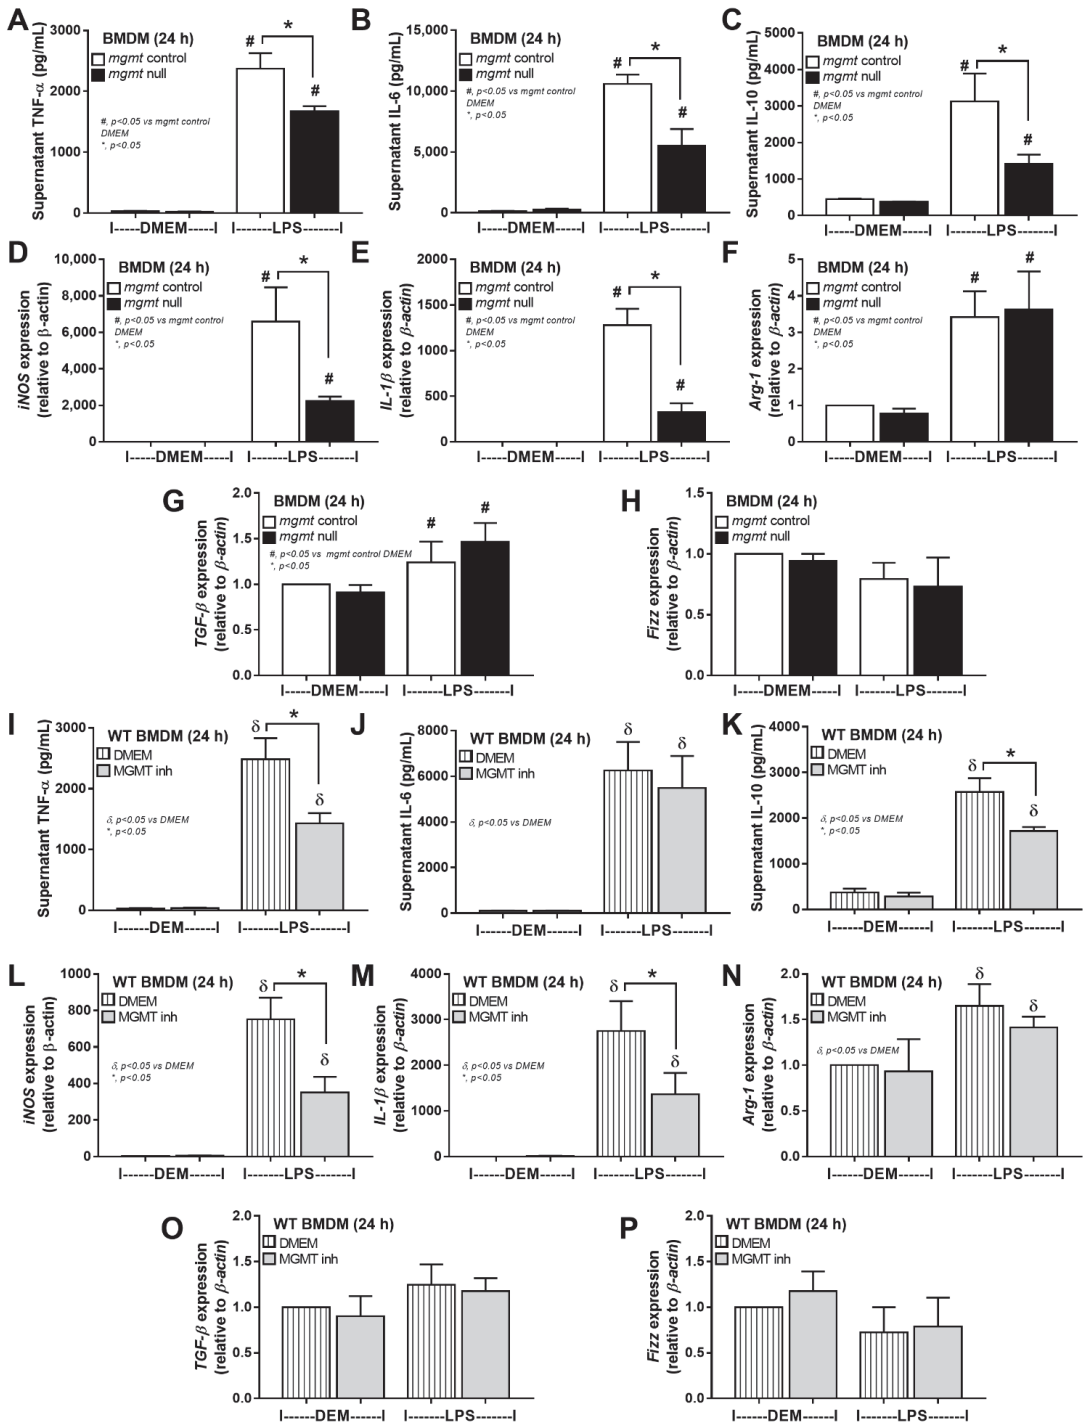 A
Supernatant TNF-α (pg/mL)
3000
2000
1000
0
BMDM (24 h)
mgmt control
mgmt null
#, p<0.05 vs mgmt control
DMEM
*, p<0.05
#
*
#
I-----DMEM-----I
I------LPS-------I
B
Supernatant IL-6 (pg/mL)
15,000
10,000
5,000
0
BMDM (24 h)
mgmt control
mgmt null
#, p<0.05 vs mgmt control
DMEM
*, p<0.05
#
*
#
I-----DMEM-----I
I------LPS-------I
C
Supernatant IL-10 (pg/mL)
5000
4000
3000
2000
1000
0
BMDM (24 h)
mgmt control
mgmt null
#, p<0.05 vs mgmt control
DMEM
*, p<0.05
#
*
#
I-----DMEM-----I
I-------LPS------I
D
iNOS expression
(relative to β-actin)
10,000
8,000
6,000
4,000
2,000
0
BMDM (24 h)
mgmt control
mgmt null
#, p<0.05 vs mgmt control
DMEM
*, p<0.05
#
*
#
I-----DMEM-----I
I-------LPS------I
E
IL-1β expression
(relative to β-actin)
2000
1500
1000
500
0
BMDM (24 h)
mgmt control
mgmt null
#, p<0.05 vs mgmt control
DMEM
*, p<0.05
#
*
#
I-----DMEM-----I
I-------LPS------I
F
Arg-1 expression
(relative to β-actin)
5
4
3
2
1
0
BMDM (24 h)
mgmt control
mgmt null
#, p<0.05 vs mgmt control
DMEM
*, p<0.05
#
#
I-----DMEM-----I
I------LPS-------I
G
TGF-β expression
(relative to β-actin)
2.0
1.5
1.0
0.5
0.0
BMDM (24 h)
mgmt control
mgmt null
#, p<0.05 vs mgmt control DMEM
*, p<0.05
#
#
I-----DMEM-----I
I-------LPS-------I
H
Fizz expression
(relative to β-actin)
1.5
1.0
0.5
0.0
BMDM (24 h)
mgmt control
mgmt null
I------DMEM-----I
I------LPS-------I
I
Supernatant TNF-α (pg/mL)
3000
2000
1000
0
WT BMDM (24 h)
DMEM
MGMT inh
δ, p<0.05 vs DMEM
*, p<0.05
δ
*
δ
I------DEM------I
I------LPS-------I
J
Supernatant IL-6 (pg/mL)
8000
6000
4000
2000
0
WT BMDM (24 h)
DMEM
MGMT inh
δ, p<0.05 vs DMEM
δ
δ
I------DEM------I
I------LPS-------I
K
Supernatant IL-10 (pg/mL)
4000
3000
2000
1000
0
WT BMDM (24 h)
DMEM
MGMT inh
δ, p<0.05 vs DMEM
*, p<0.05
δ
*
δ
I------DEM------I
I------LPS-------I
L
iNOS expression
(relative to β-actin)
1000
800
600
400
200
0
WT BMDM (24 h)
DMEM
MGMT inh
δ, p<0.05 vs DMEM
*, p<0.05
δ
*
δ
I------DEM------I
I-------LPS-------I
M
IL-1β expression
(relative to β-actin)
4000
3000
2000
1000
0
WT BMDM (24 h)
DMEM
MGMT inh
δ, p<0.05 vs DMEM
*, p<0.05
δ
*
δ
I------DEM------I
I-------LPS-------I
N
Arg-1 expression
(relative to β-actin)
2.0
1.5
1.0
0.5
0.0
WT BMDM (24 h)
DMEM
MGMT inh
δ, p<0.05 vs DMEM
δ
δ
I------DEM------I
I-------LPS-------I
O
TGF-β expression
(relative to β-actin)
2.0
1.5
1.0
0.5
0.0
WT BMDM (24 h)
DMEM
MGMT inh
I------DEM------I
I------LPS-------I
P
Fizz expression
(relative to β-actin)
2.0
1.5
1.0
0.5
0.0
WT BMDM (24 h)
DMEM
MGMT inh
I------DEM------I
I------LPS-------I